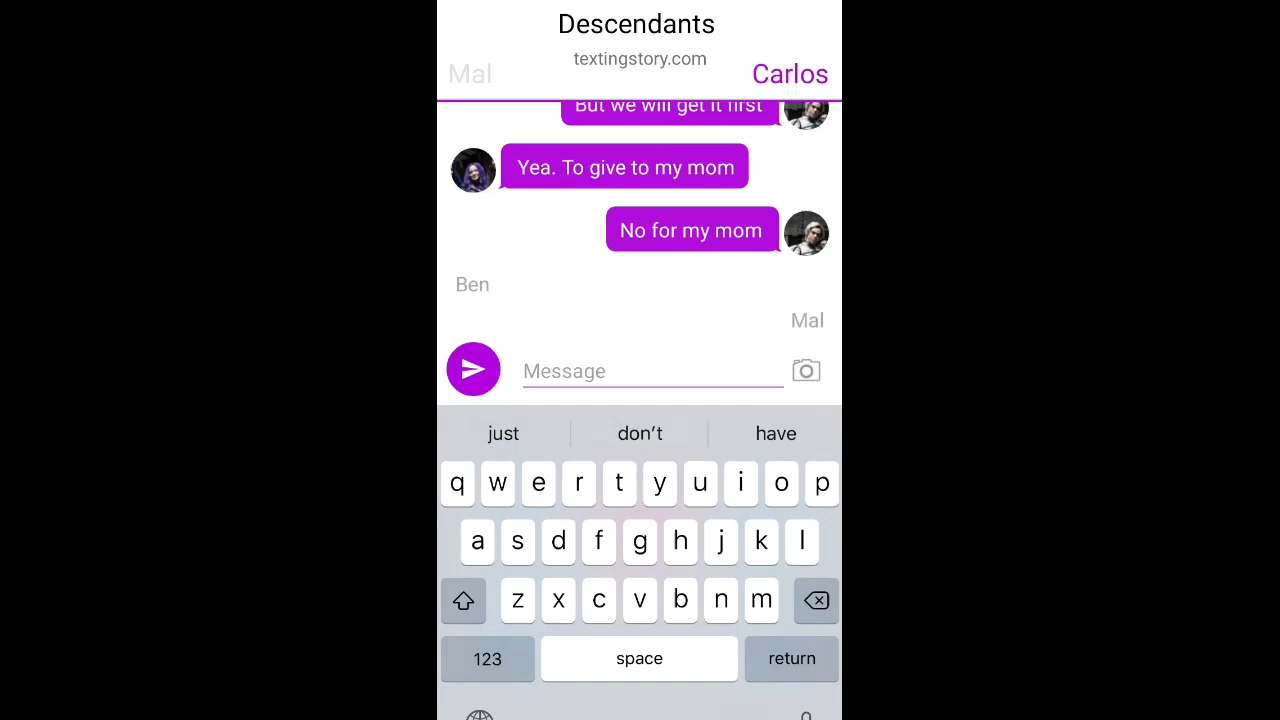 Descendants
textingstory.com
Mal
Carlos
But we will get it first
Yea. To give to my mom
No for my mom
Ben
Mal
Message
just don’t have
q w e r t y u i o p
a s d f g h j k l
z x c v b n m
123 space return